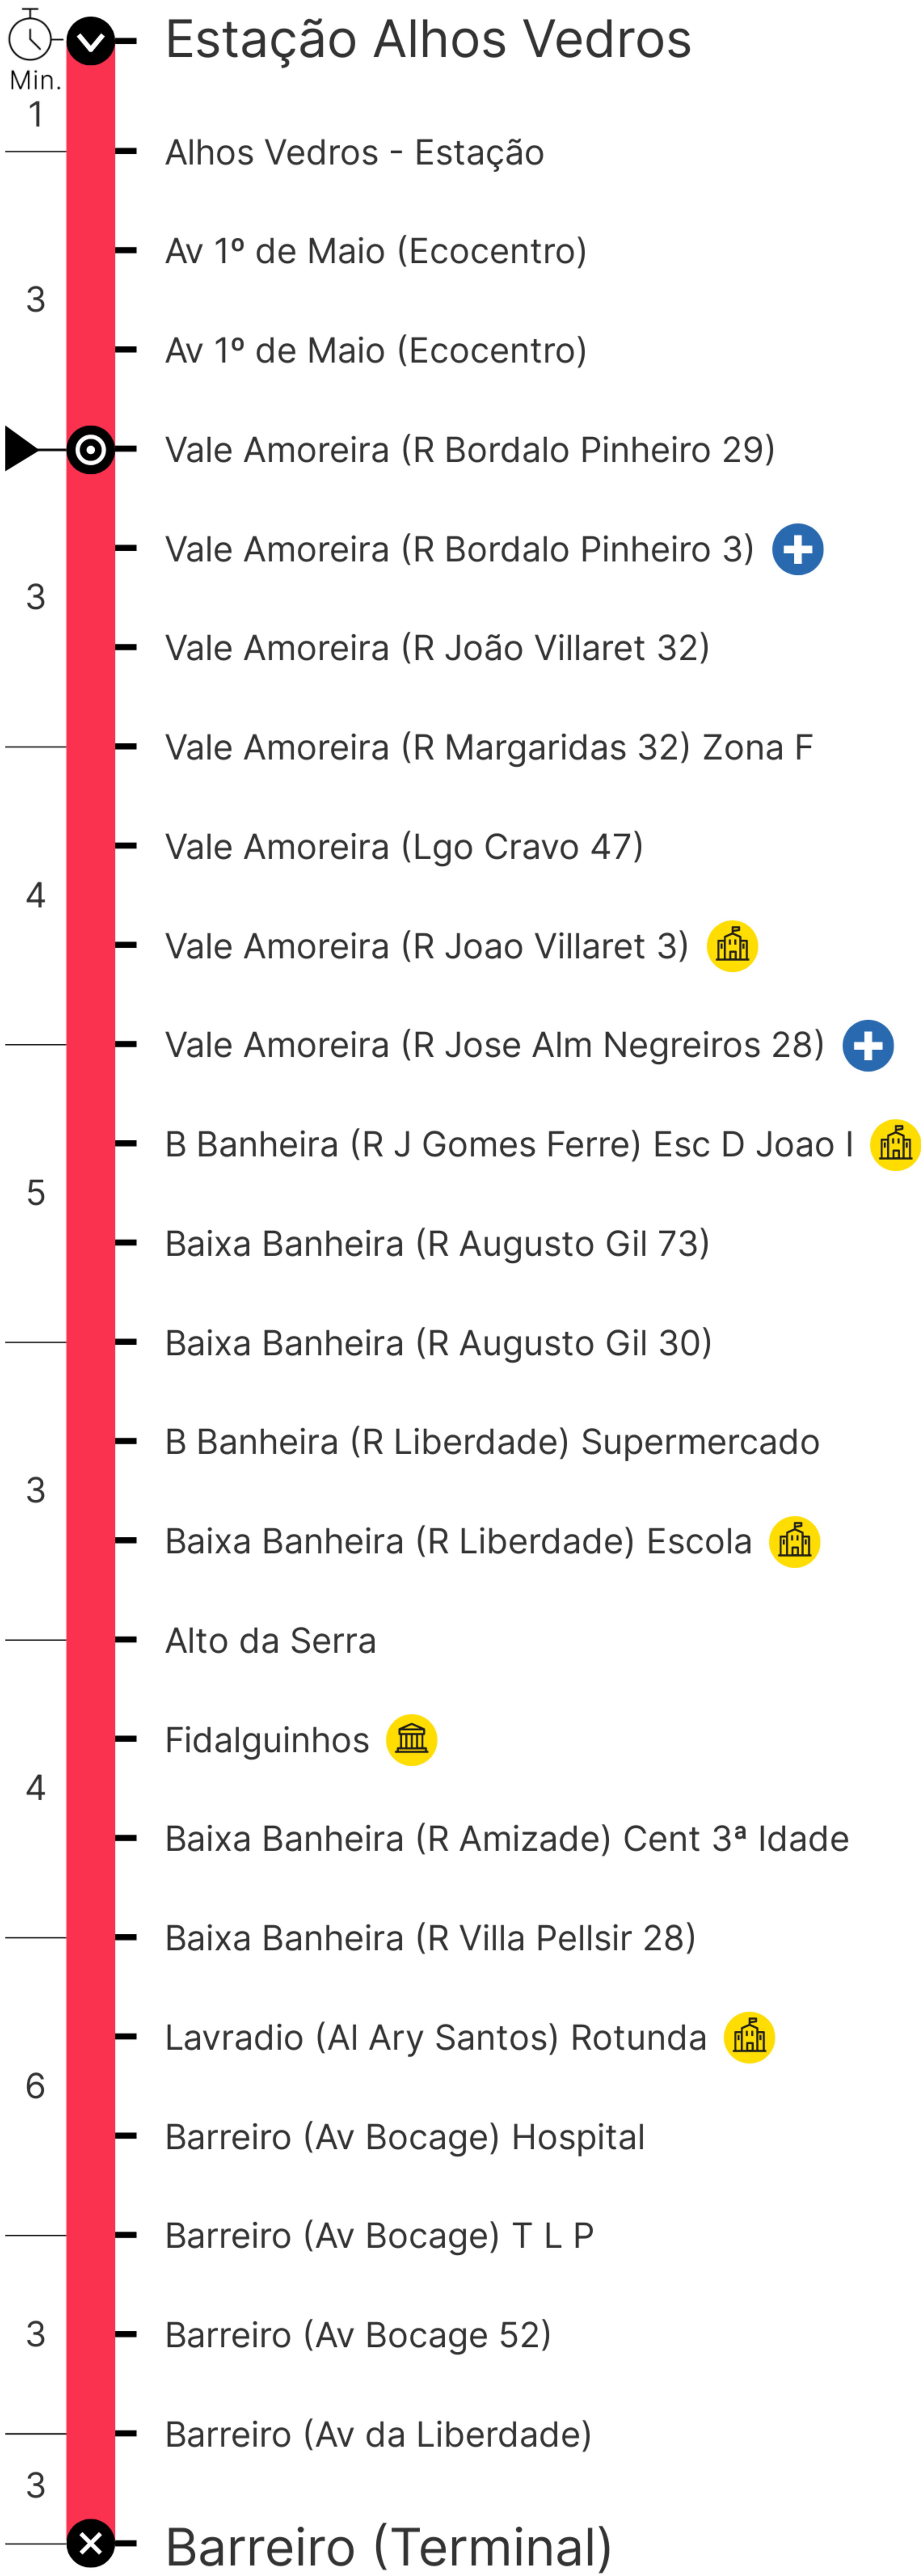 Estação Alhos Vedros
Min.
1
Alhos Vedros - Estação
Av 1º de Maio (Ecocentro)
3
Av 1º de Maio (Ecocentro)
Vale Amoreira (R Bordalo Pinheiro 29)
Vale Amoreira (R Bordalo Pinheiro 3)
3
Vale Amoreira (R João Villaret 32)
Vale Amoreira (R Margaridas 32) Zona F
Vale Amoreira (Lgo Cravo 47)
4
Vale Amoreira (R Joao Villaret 3)
Vale Amoreira (R Jose Alm Negreiros 28)
B Banheira (R J Gomes Ferre) Esc D Joao I
5
Baixa Banheira (R Augusto Gil 73)
Baixa Banheira (R Augusto Gil 30)
B Banheira (R Liberdade) Supermercado
3
Baixa Banheira (R Liberdade) Escola
Alto da Serra
Fidalguinhos
4
Baixa Banheira (R Amizade) Cent 3ª Idade
Baixa Banheira (R Villa Pellsir 28)
Lavradio (Al Ary Santos) Rotunda
6
Barreiro (Av Bocage) Hospital
Barreiro (Av Bocage) T L P
3
Barreiro (Av Bocage 52)
Barreiro (Av da Liberdade)
3
Barreiro (Terminal)